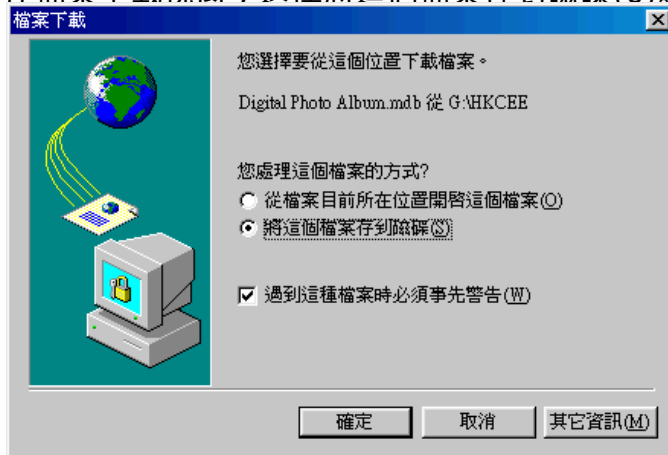 檔案下載
您選擇要從這個位置下載檔案。
Digital Photo Album.mdb 從 G:\HKCEE
您處理這個檔案的方式?
從檔案目前所在位置開啓這個檔案(O)
將這個檔案存到磁碟(S)
遇到這種檔案時必須事先警告(W)
確定 取消 其它資訊(M)